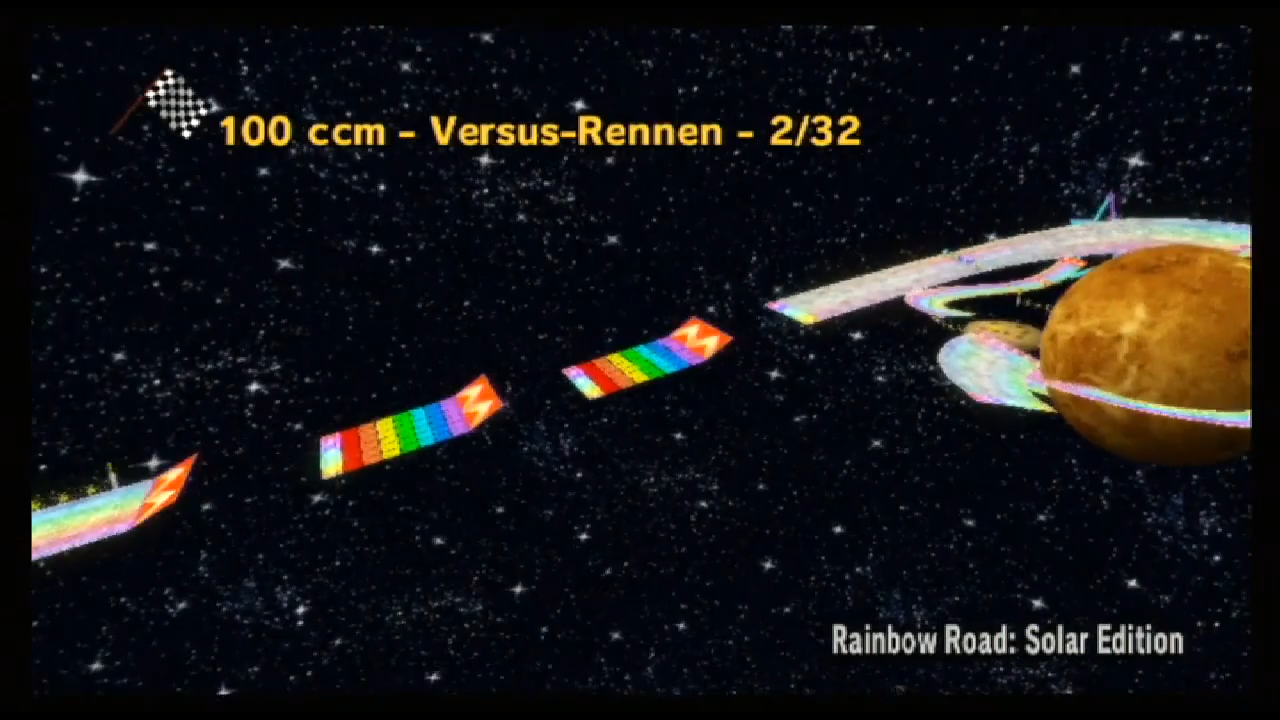 100 ccm - Versus-Rennen - 2/32
Rainbow Road: Solar Edition